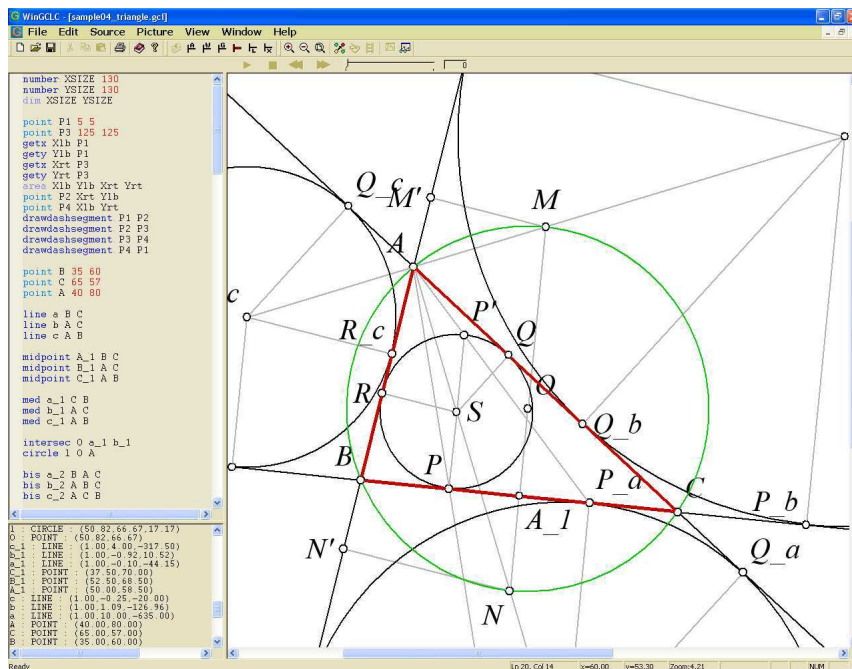 WinGCLC - [sample04_triangle.gcl]
File Edit Source Picture View Window Help
number XSIZE 130
number YSIZE 130
dim XSIZE YSIZE
point P1 5 5
point P3 125 125
getx Xlb P1
gety Ylb P1
getx Xrt P3
gety Yrt P3
area Xlb Ylb Xrt Yrt
point P2 Xrt Ylb
point P4 Xlb Yrt
drawdashsegment P1 P2
drawdashsegment P2 P3
drawdashsegment P3 P4
drawdashsegment P4 P1
point B 35 60
point C 65 57
point A 40 80
line a B C
line b A C
line c A B
midpoint A_1 B C
midpoint B_1 A C
midpoint C_1 A B
med a_1 C B
med b_1 A C
med c_1 A B
intersec O a_1 b_1
circle l O A
bis a_2 B A C
bis b_2 A B C
bis c_2 A C B
l : CIRCLE : (50.82,66.67,17.17)
O : POINT : (50.82,66.67)
c_1 : LINE : (1.00,4.00,-317.50)
b_1 : LINE : (1.00,-0.92,10.52)
a_1 : LINE : (1.00,-0.10,-44.15)
C_1 : POINT : (37.50,70.00)
B_1 : POINT : (52.50,68.50)
A_1 : POINT : (50.00,58.50)
c : LINE : (1.00,-0.25,-20.00)
b : LINE : (1.00,1.09,-126.96)
a : LINE : (1.00,10.00,-635.00)
A : POINT : (40.00,80.00)
C : POINT : (65.00,57.00)
B : POINT : (35.00,60.00)
0
Q_c
M'
M
A
c
P'
R_c
Q
R
S
O
Q_b
B
P
P_a
C
A_1
P_b
N'
Q_a
N
Ready
Ln 20, Col 14
x=60.00
y=53.30
Zoom:4.21
NUM